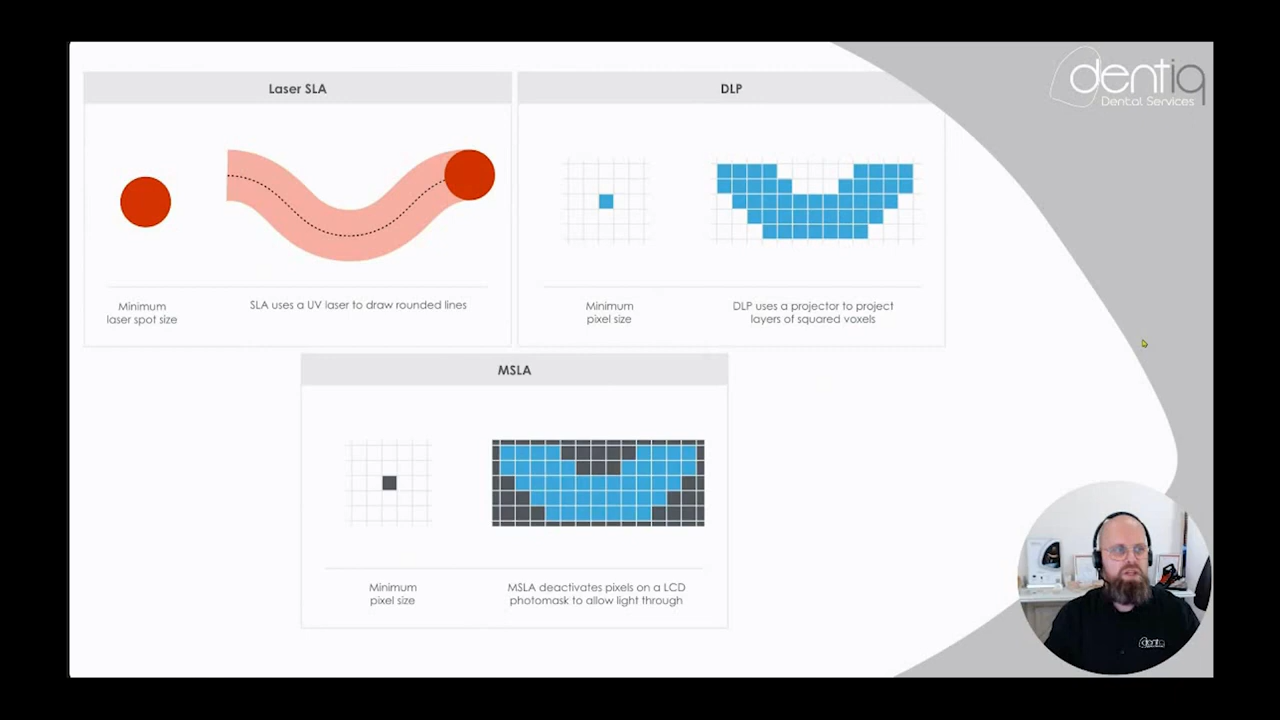 dentiq
Dental Services
Laser SLA
DLP
Minimum
laser spot size
SLA uses a UV laser to draw rounded lines
Minimum
pixel size
DLP uses a projector to project
layers of squared voxels
MSLA
Minimum
pixel size
MSLA deactivates pixels on a LCD
photomask to allow light through
dentiq